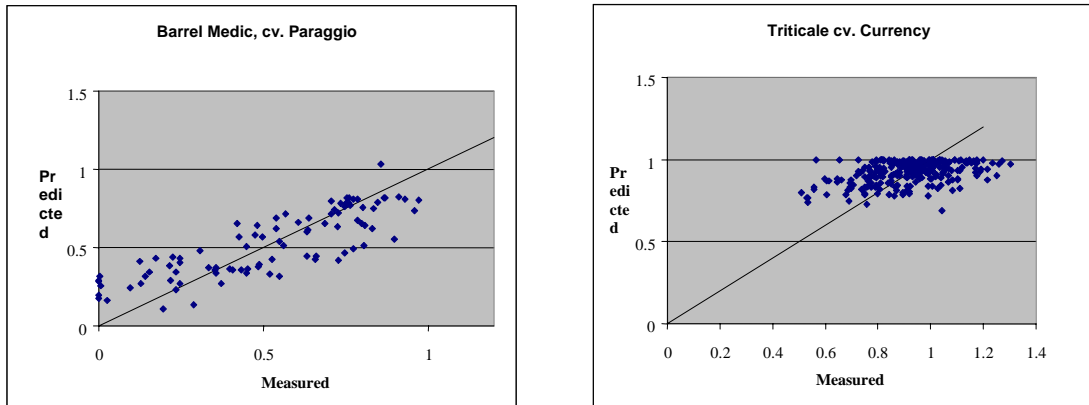 Barrel Medic, cv. Paraggio
1.5
1
0.5
0
Pr
edi
cte
d
0
0.5
1
Measured
Triticale cv. Currency
1.5
1
0.5
0
Pr
edi
cte
d
0
0.2
0.4
0.6
0.8
1
1.2
1.4
Measured